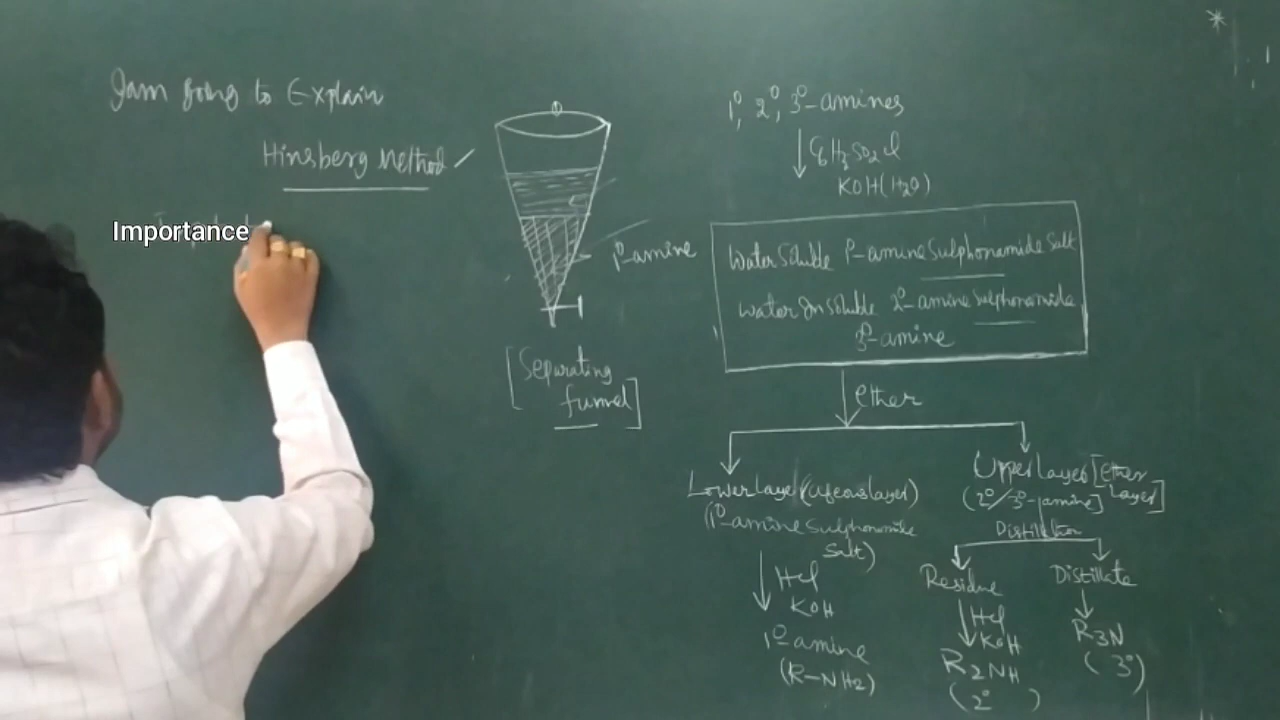 I am going to Explain
Hinsberg Method
Importance
1°-amine
[Separating
funnel]
1°, 2°, 3°-amines
C6H5SO2Cl
KOH(H2O)
Water Soluble 1°-amine Sulphonamide Salt
Water Insoluble 2°-amine Sulphonamide
3°-amine
Ether
Lower layer (aqueous layer)
(1°-amine Sulphonamide
Salt)
HCl
KOH
1° amine
(R-NH2)
Upper layer [Ether
Layer]
(2°/3°-amine]
Distillation
Residue
HCl
KOH
R2NH
(2° )
Distillate
R3N
(3°)